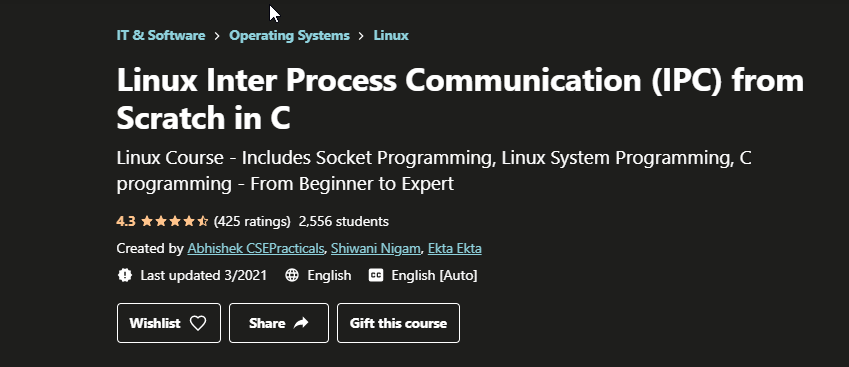 IT & Software > Operating Systems > Linux
Linux Inter Process Communication (IPC) from
Scratch in C
Linux Course - Includes Socket Programming, Linux System Programming, C
programming - From Beginner to Expert
4.3 (425 ratings) 2,556 students
Created by Abhishek CSEPracticals, Shiwani Nigam, Ekta Ekta
Last updated 3/2021 English CC English [Auto]
Wishlist Share Gift this course